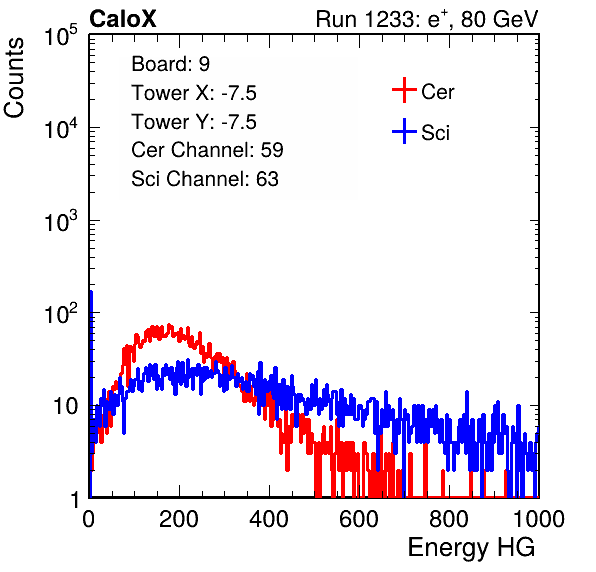 CaloX Run 1233: e⁺, 80 GeV
Counts
Board: 9
Tower X: -7.5
Tower Y: -7.5
Cer Channel: 59
Sci Channel: 63
Cer
Sci
10⁵
10⁴
10³
10²
10
1
0 200 400 600 800 1000
Energy HG